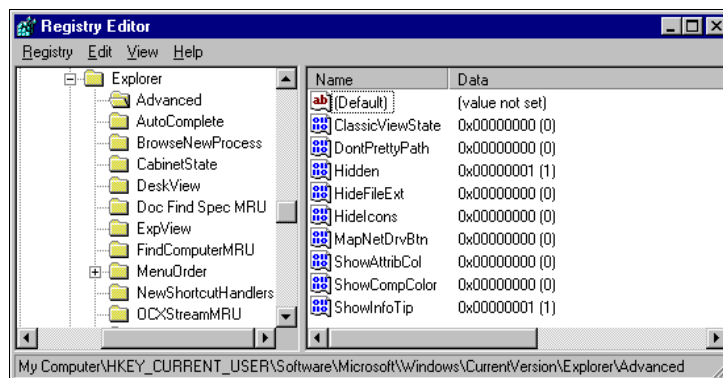 Registry Editor
Registry Edit View Help
Explorer
Advanced
AutoComplete
BrowseNewProcess
CabinetState
DeskView
Doc Find Spec MRU
ExpView
FindComputerMRU
MenuOrder
NewShortcutHandlers
OCXStreamMRU
Name Data
(Default) (value not set)
ClassicViewState 0x00000000 (0)
DontPrettyPath 0x00000000 (0)
Hidden 0x00000001 (1)
HideFileExt 0x00000000 (0)
HideIcons 0x00000000 (0)
MapNetDrvBtn 0x00000000 (0)
ShowAttribCol 0x00000000 (0)
ShowCompColor 0x00000000 (0)
ShowInfoTip 0x00000001 (1)
My Computer\HKEY_CURRENT_USER\Software\Microsoft\Windows\CurrentVersion\Explorer\Advanced